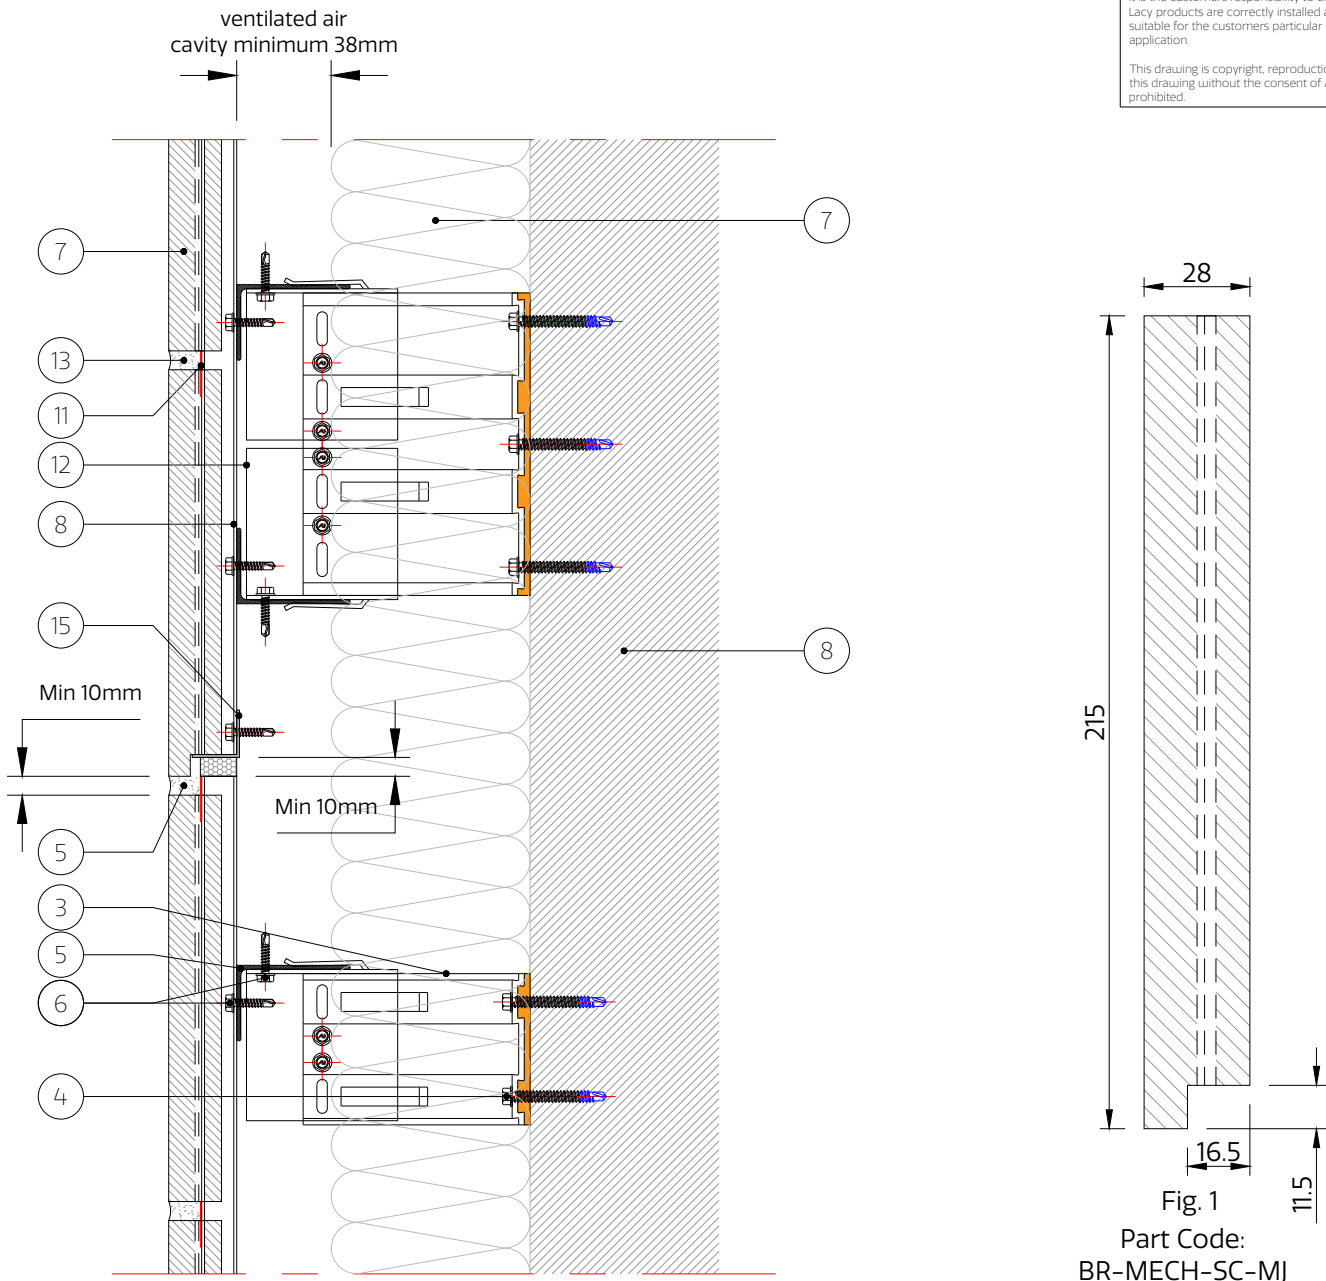 ventilated air
cavity minimum 38mm
Lacy products are correctly installed
suitable for the customers particular
application.
This drawing is copyright, reproduction
this drawing without the consent of
prohibited.
7
7
13
11
12
8
15
8
Min 10mm
Min 10mm
5
3
5
6
4
28
215
16.5
11.5
Fig. 1
Part Code:
BR-MECH-SC-MJ